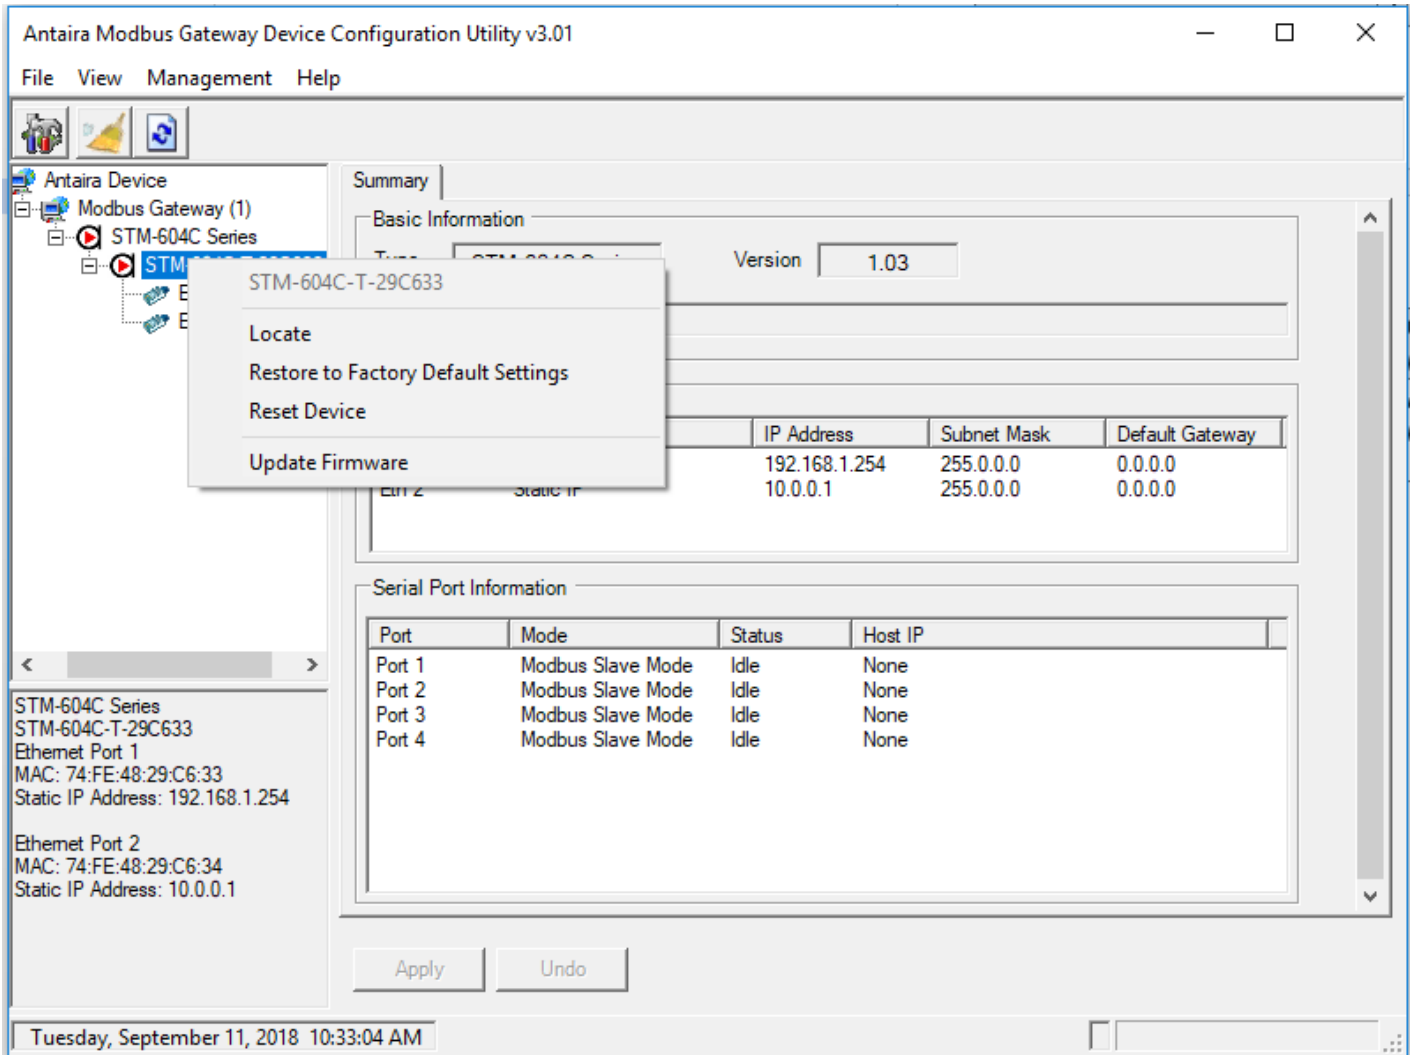 Antaira Modbus Gateway Device Configuration Utility v3.01
File View Management Help
Antaira Device
Modbus Gateway (1)
STM-604C Series
STM
E
E
STM-604C-T-29C633
Locate
Restore to Factory Default Settings
Reset Device
Update Firmware
Summary
Basic Information
Version 1.03
IP Address Subnet Mask Default Gateway
192.168.1.254 255.0.0.0 0.0.0.0
Eth 2 Static IP 10.0.0.1 255.0.0.0 0.0.0.0
Serial Port Information
Port Mode Status Host IP
Port 1 Modbus Slave Mode Idle None
Port 2 Modbus Slave Mode Idle None
Port 3 Modbus Slave Mode Idle None
Port 4 Modbus Slave Mode Idle None
STM-604C Series
STM-604C-T-29C633
Ethernet Port 1
MAC: 74:FE:48:29:C6:33
Static IP Address: 192.168.1.254
Ethernet Port 2
MAC: 74:FE:48:29:C6:34
Static IP Address: 10.0.0.1
Apply Undo
Tuesday, September 11, 2018 10:33:04 AM